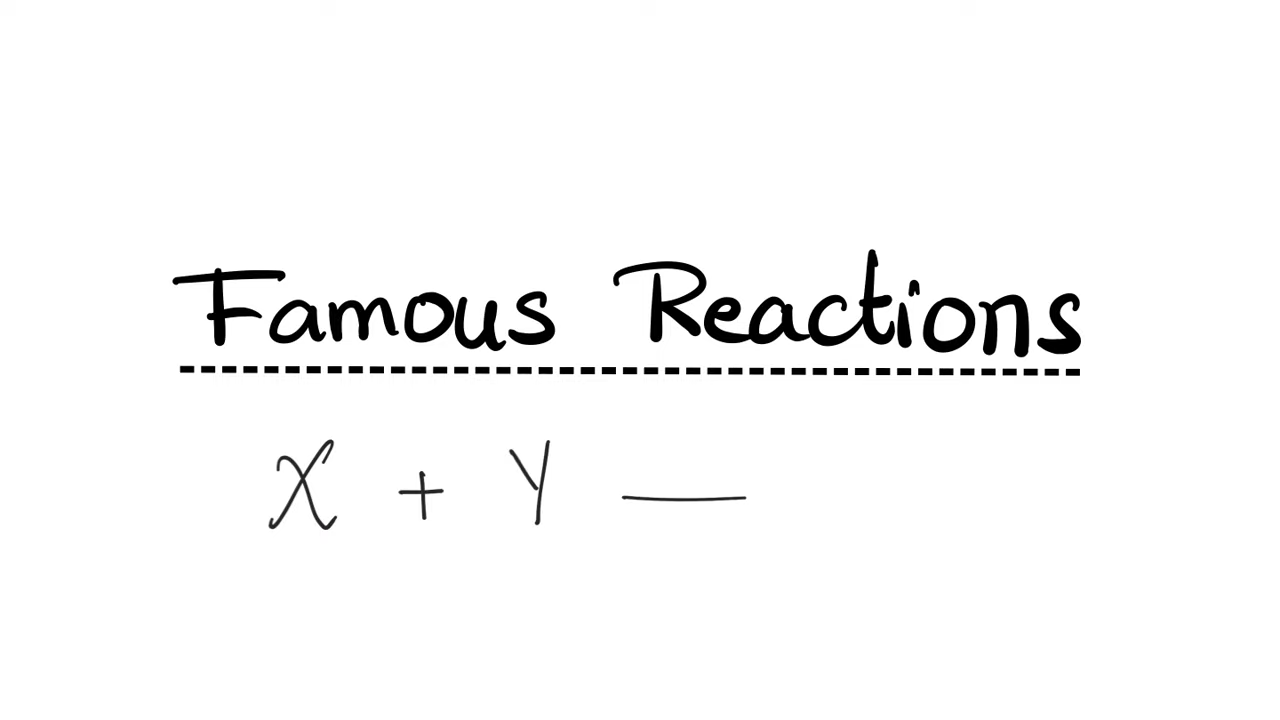 Famous Reactions
X + Y —